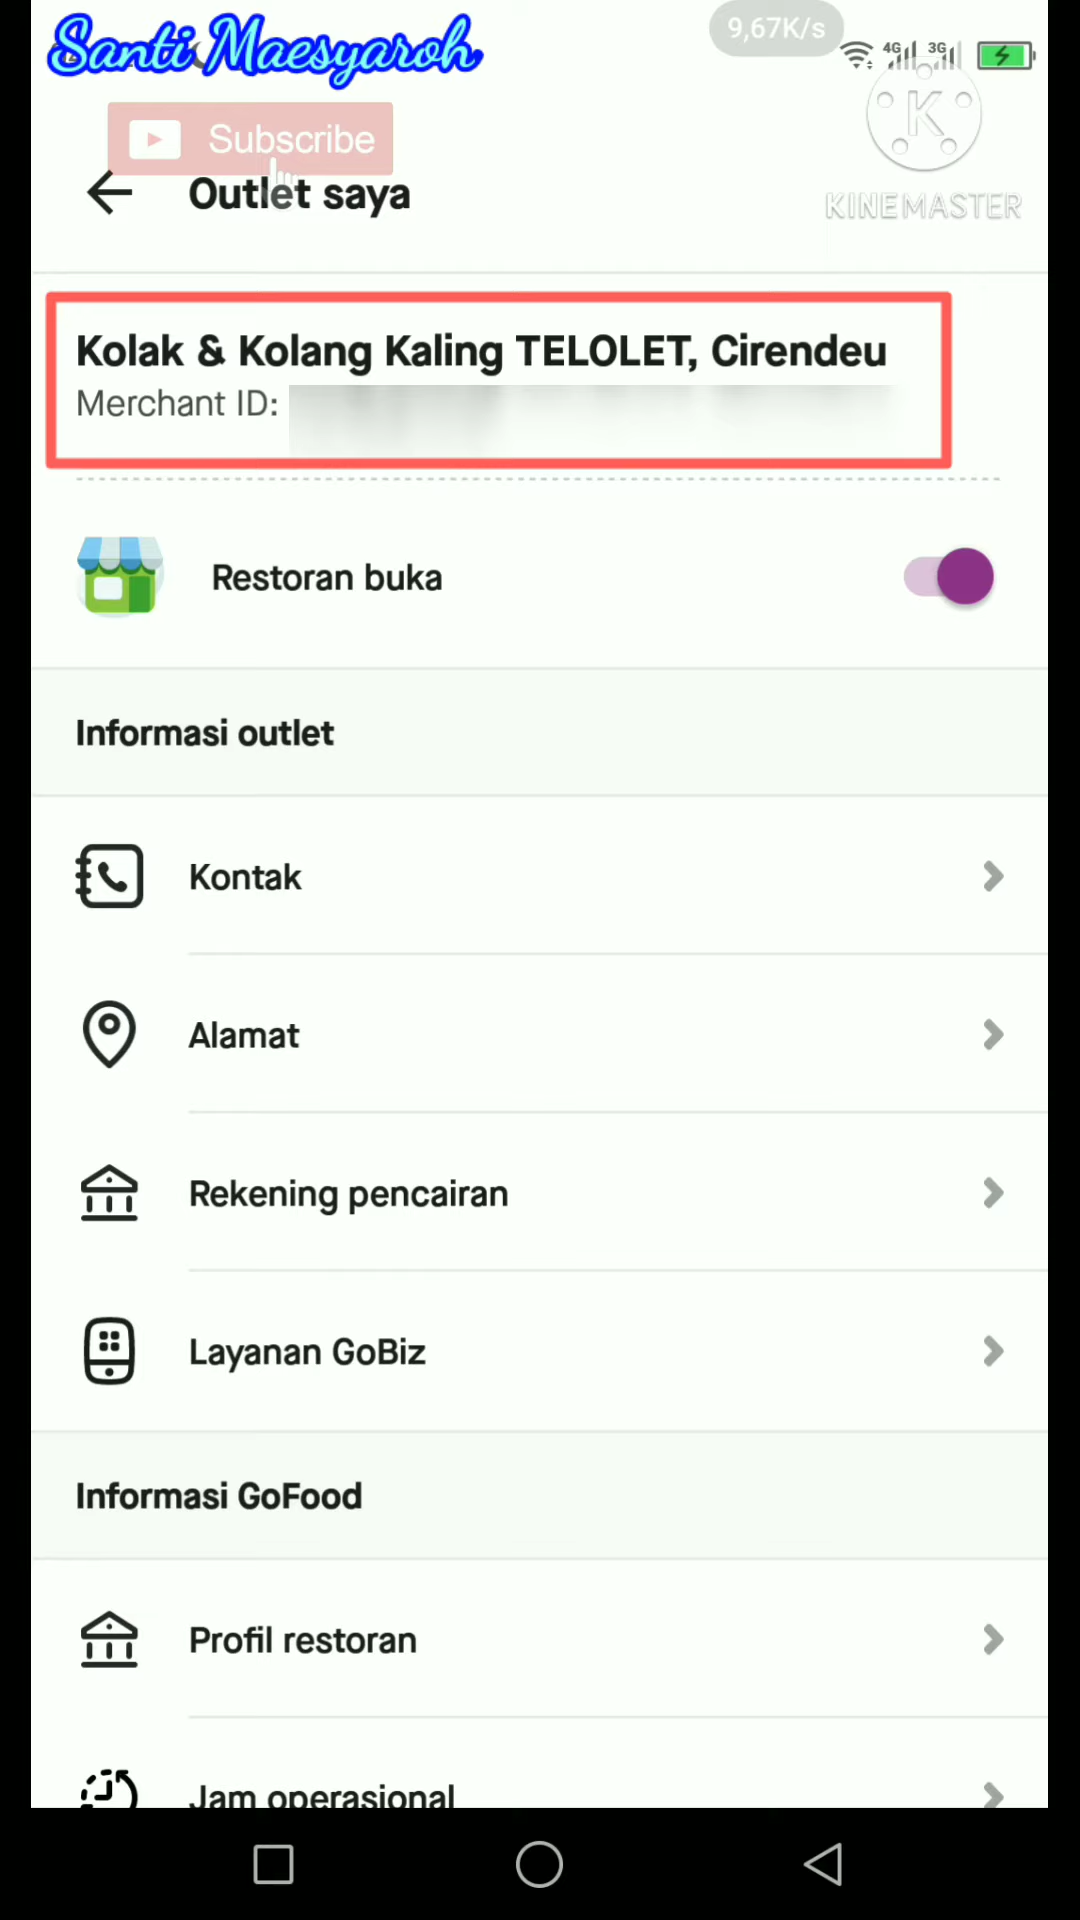 Santi Maesyaroh
9,67K/s
4G 3G
Subscribe
K
KINEMASTER
Outlet saya
Kolak & Kolang Kaling TELOLET, Cirendeu
Merchant ID:
Restoran buka
Informasi outlet
Kontak
Alamat
Rekening pencairan
Layanan GoBiz
Informasi GoFood
Profil restoran
Jam operasional